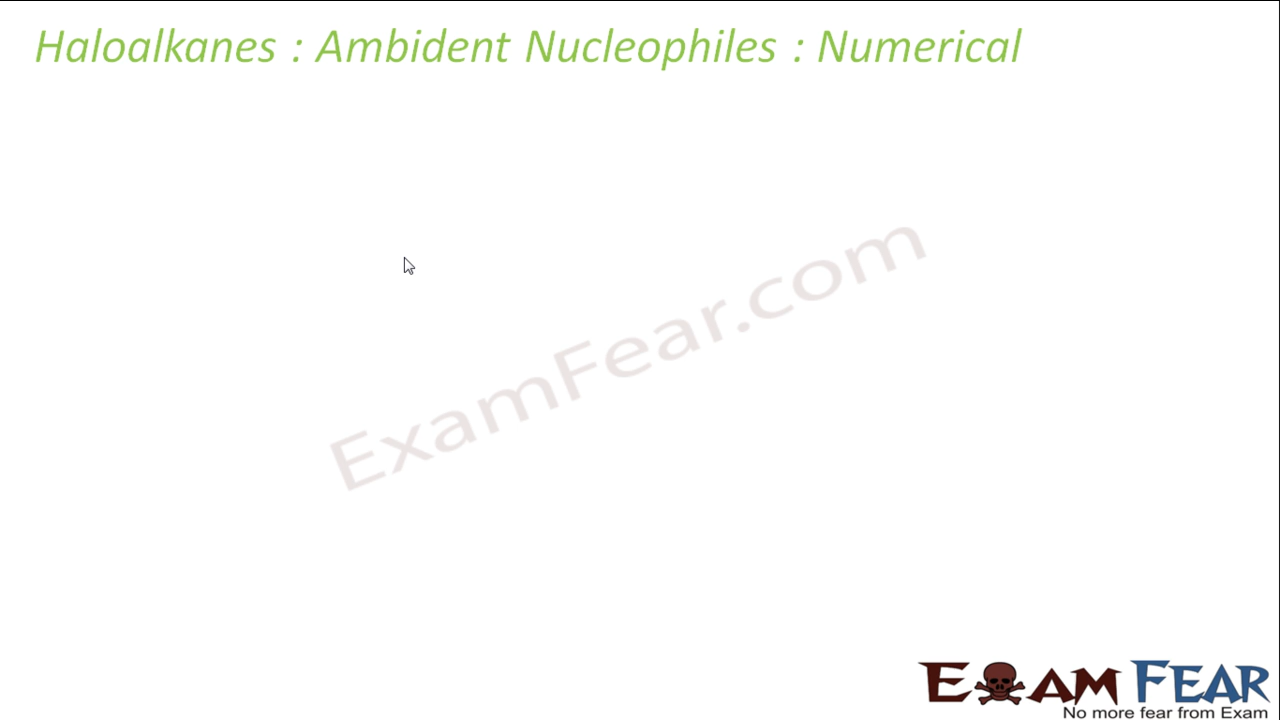 Haloalkanes : Ambident Nucleophiles : Numerical
ExamFear.com
EXAM FEAR
No more fear from Exam